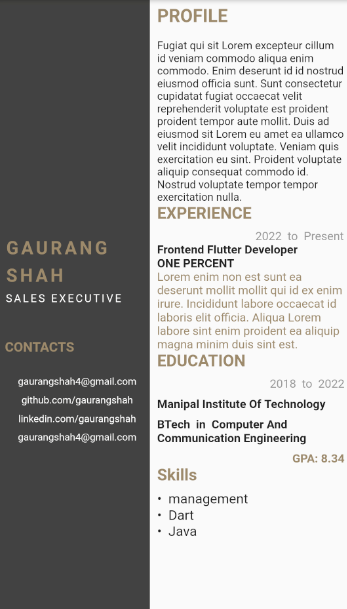 GAURANG
SHAH
SALES EXECUTIVE
CONTACTS
gaurangshah4@gmail.com
github.com/gaurangshah
linkedin.com/gaurangshah
gaurangshah4@gmail.com
PROFILE
Fugiat qui sit Lorem excepteur cillum
id veniam commodo aliqua enim
commodo. Enim deserunt id id nostrud
eiusmod officia sunt. Sunt consectetur
cupidatat fugiat occaecat velit
reprehenderit voluptate est proident
proident tempor aute mollit. Duis ad
eiusmod sit Lorem eu amet ea ullamco
velit incididunt voluptate. Veniam quis
exercitation eu sint. Proident voluptate
aliquip consequat commodo id.
Nostrud voluptate tempor tempor
exercitation nulla.
EXPERIENCE
2022 to Present
Frontend Flutter Developer
ONE PERCENT
Lorem enim non est sunt ea
deserunt mollit mollit qui id ex enim
irure. Incididunt labore occaecat id
laboris elit officia. Aliqua Lorem
labore sint enim proident ea aliquip
magna minim duis sint est.
EDUCATION
2018 to 2022
Manipal Institute Of Technology
BTech in Computer And
Communication Engineering
GPA: 8.34
Skills
• management
• Dart
• Java